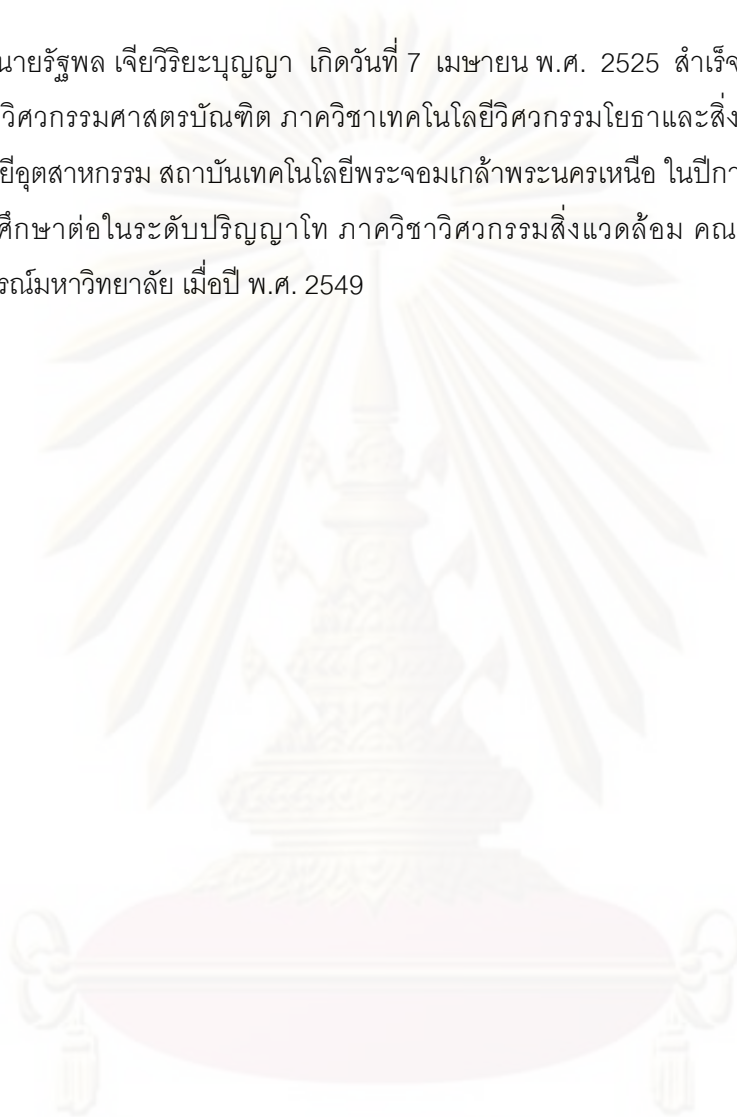 นายรัฐพล เจียวิริยะบุญญา เกิดวันที่ 7 เมษายน พ.ศ. 2525 สำเร็จ
วิศวกรรมศาสตรบัณฑิต ภาควิชาเทคโนโลยีวิศวกรรมโยธาและสิ่ง
ยีอุตสาหกรรม สถาบันเทคโนโลยีพระจอมเกล้าพระนครเหนือ ในปีกา
ศึกษาต่อในระดับปริญญาโท ภาควิชาวิศวกรรมสิ่งแวดล้อม คณ
รณ์มหาวิทยาลัย เมื่อปี พ.ศ. 2549